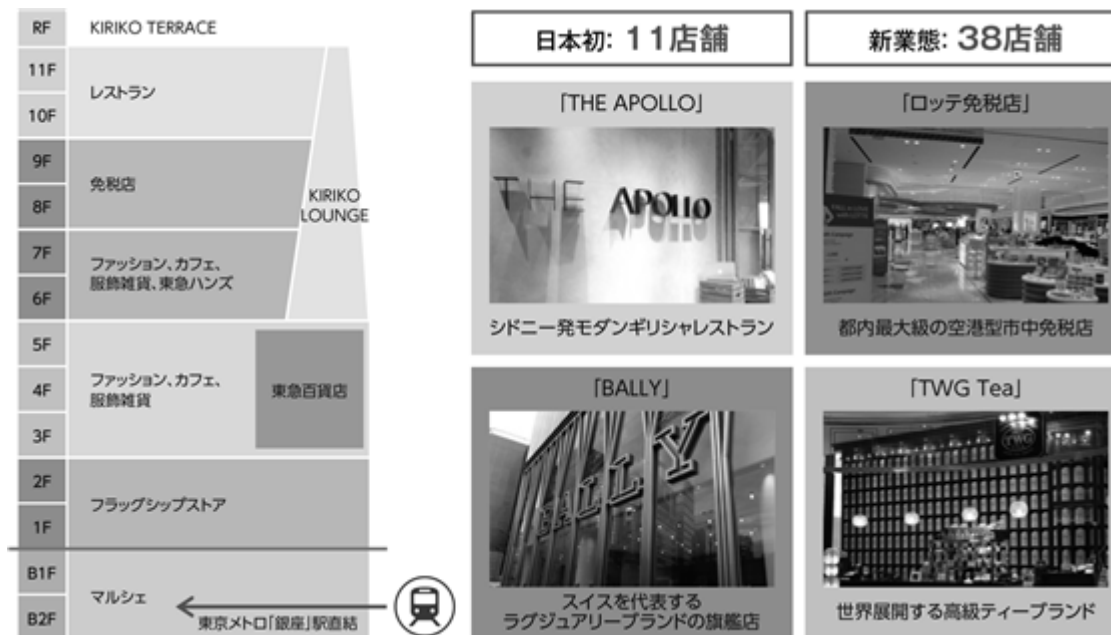 RF
KIRIKO TERRACE
11F
10F
レストラン
9F
8F
免税店
KIRIKO
LOUNGE
7F
6F
ファッション、カフェ、
服飾雑貨、東急ハンズ
5F
4F
3F
ファッション、カフェ、
服飾雑貨
東急百貨店
2F
1F
フラッグシップストア
B1F
B2F
マルシェ
東京メトロ「銀座」駅直結
日本初: 11店舗
「THE APOLLO」
THE APOLLO
シドニー発モダンギリシャレストラン
「BALLY」
BALLY
スイスを代表する
ラグジュアリーブランドの旗艦店
新業態: 38店舗
「ロッテ免税店」
都内最大級の空港型市中免税店
「TWG Tea」
TWG
世界展開する高級ティーブランド